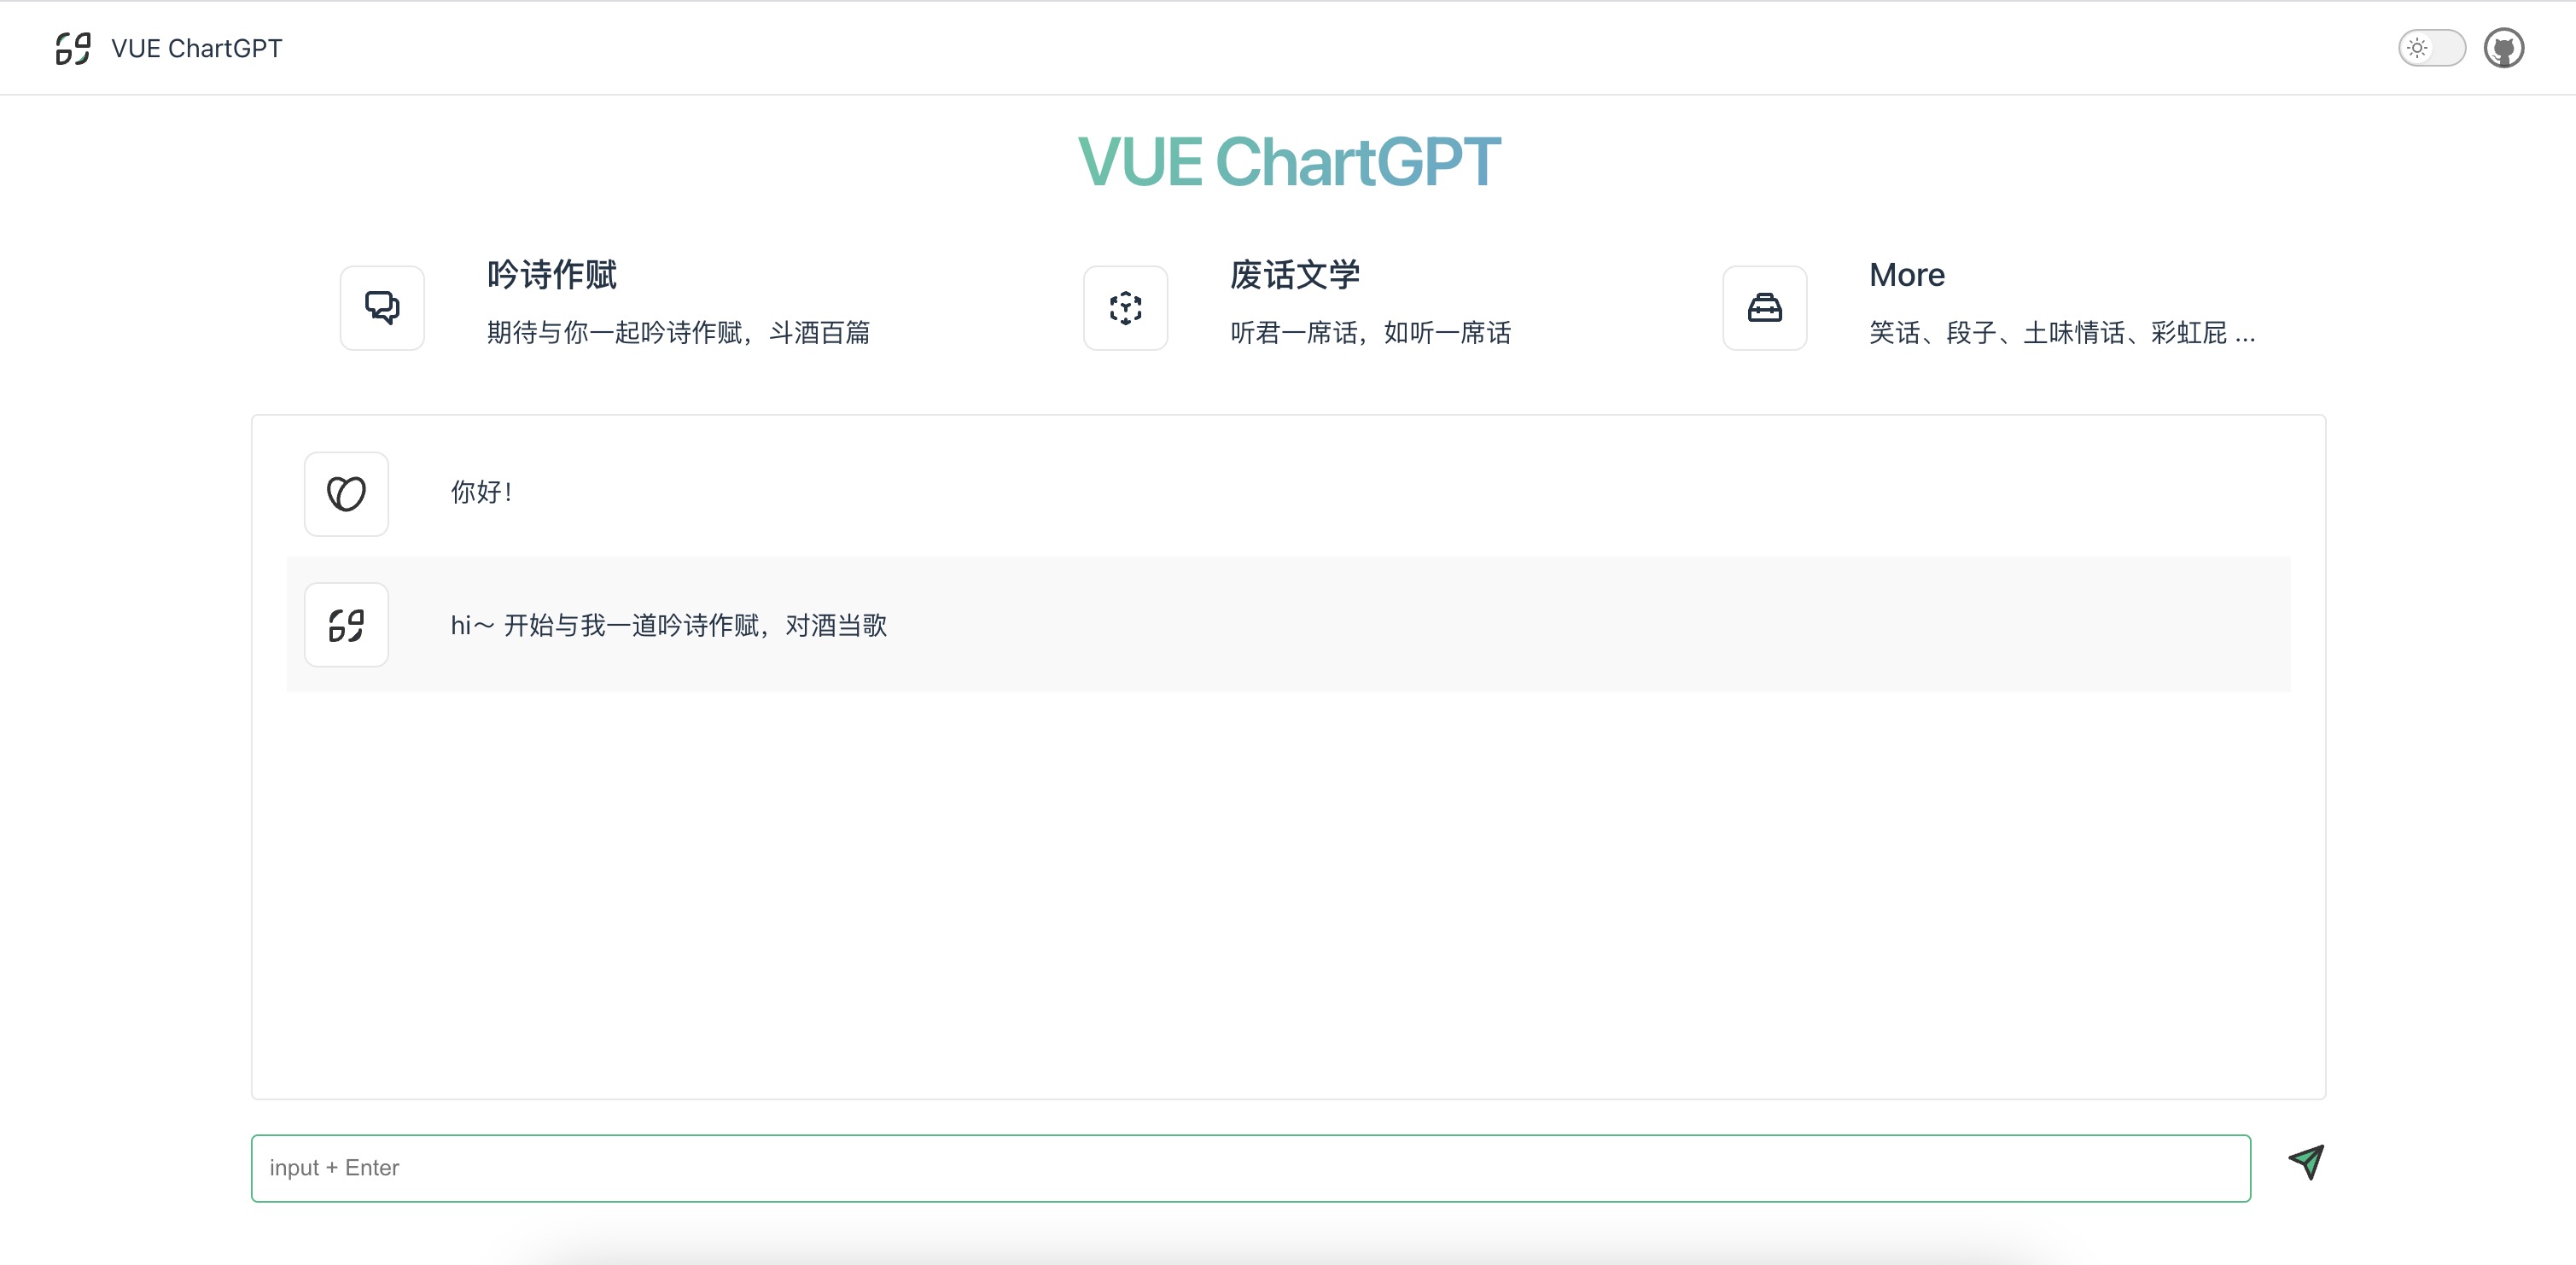 VUE ChartGPT
VUE ChartGPT
吟诗作赋
期待与你一起吟诗作赋，斗酒百篇
废话文学
听君一席话，如听一席话
More
笑话、段子、土味情话、彩虹屁 ...
你好！
hi～ 开始与我一道吟诗作赋，对酒当歌
input + Enter